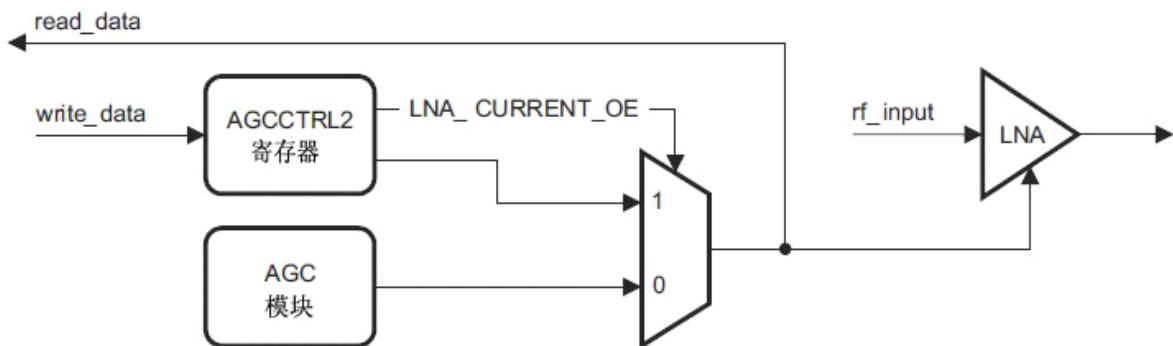 read_data
write_data
AGCCTRL2
寄存器
LNA_ CURRENT_OE
rf_input
LNA
1
0
AGC
模块